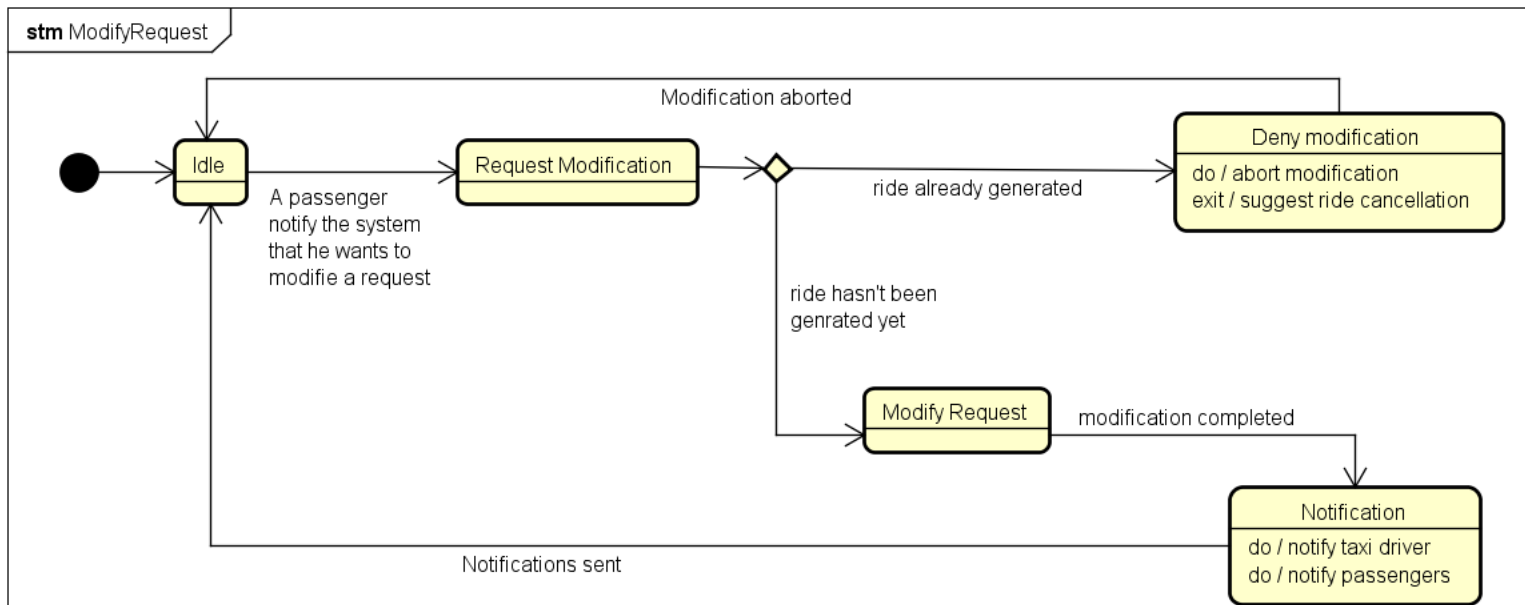 stm ModifyRequest
Modification aborted
Idle
A passenger
notify the system
that he wants to
modifie a request
Request Modification
ride already generated
Deny modification
do / abort modification
exit / suggest ride cancellation
ride hasn't been
genrated yet
Modify Request
modification completed
Notification
do / notify taxi driver
do / notify passengers
Notifications sent